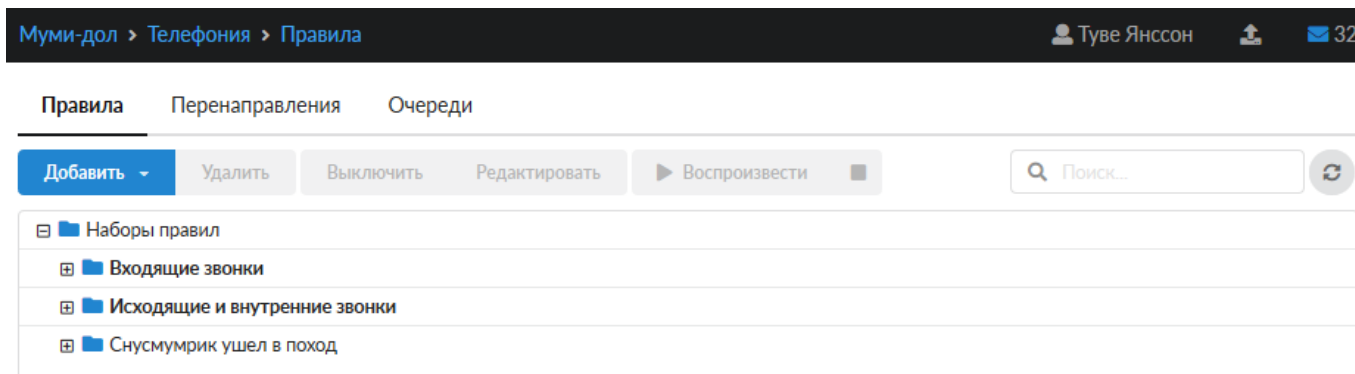 Муми-дол > Телефония > Правила Туве Янссон 32
Правила Перенаправления Очереди
Добавить Удалить Выключить Редактировать Воспроизвести Поиск...
Наборы правил
Входящие звонки
Исходящие и внутренние звонки
Снусмумрик ушел в поход